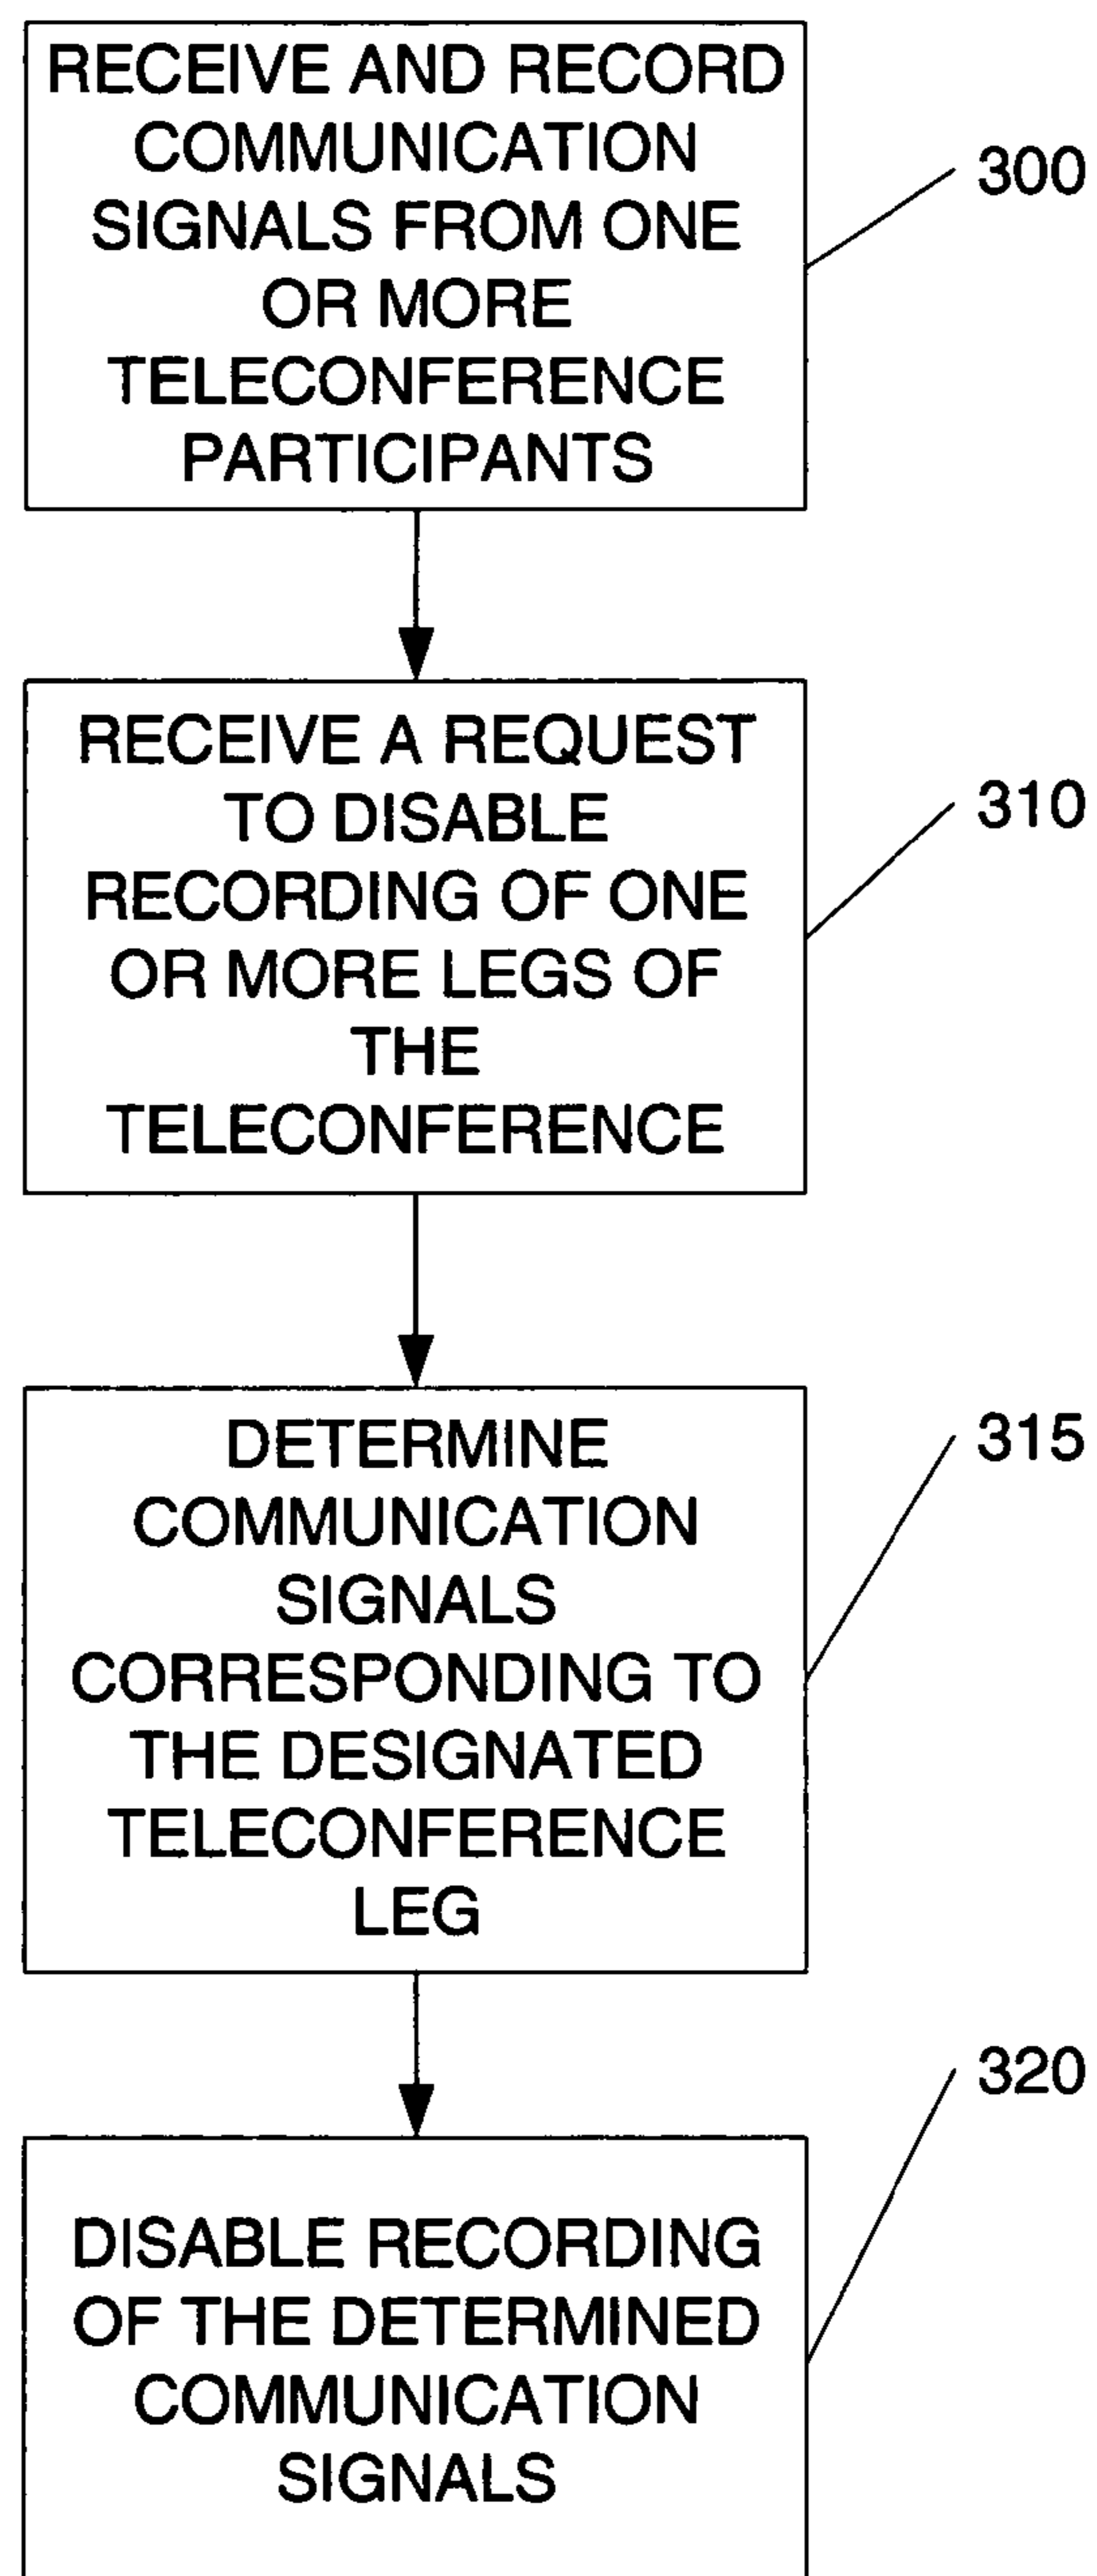 RECEIVE AND RECORD
COMMUNICATION
SIGNALS FROM ONE
OR MORE
TELECONFERENCE
PARTICIPANTS
300
RECEIVE A REQUEST
TO DISABLE
RECORDING OF ONE
OR MORE LEGS OF
THE
TELECONFERENCE
310
DETERMINE
COMMUNICATION
SIGNALS
CORRESPONDING TO
THE DESIGNATED
TELECONFERENCE
LEG
315
DISABLE RECORDING
OF THE DETERMINED
COMMUNICATION
SIGNALS
320